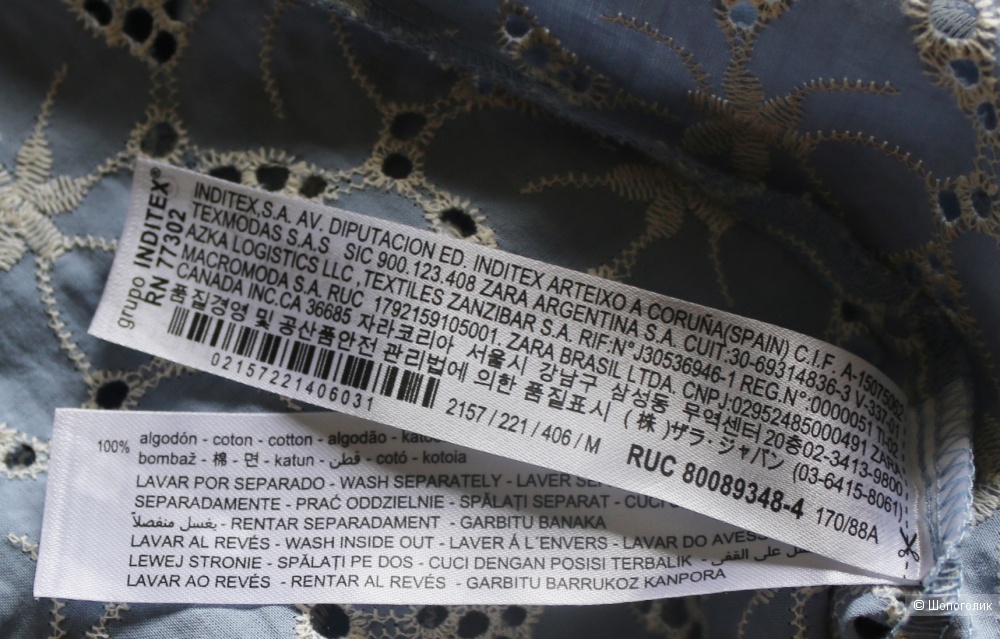 grupo INDITEX®
RN 77302
INDITEX,S.A. AV. DIPUTACION ED. INDITEX ARTEIXO A CORUÑA(SPAIN) C.I.F. A-15075062
TEXMODAS S.A.S SIC 900.123.408 ZARA ARGENTINA S.A. CUIT:30-69314836-3 V-337-01
AZKA LOGISTICS LLC, TEXTILES ZANZIBAR S.A. RIF:N°J30536946-1 REG.N°:0000051 TI-02
MACROMODA S.A. RUC 1792159105001, ZARA BRASIL LTDA. CNPJ:02952485000491 ZARA
CANADA INC.CA 36685 자라코리아 서울시 강남구 삼성동 무역센터20층02-3413-9800
품질경영 및 공산품안전 관리법에 의한 품질표시 (株)ザラ・ジャパン (03-6415-8061)
02157221406031
2157/221/406/M
RUC 80089348-4
170/88A
100%
algodón - coton - cotton - algodão -
bombaž - 棉 - 면 - katun - قطن - cotó - kotoia
LAVAR POR SEPARADO - WASH SEPARATELY - LAVER
SEPARADAMENTE - PRAĆ ODDZIELNIE - SPĂLAȚI SEPARAT - CUCI
يغسل منفصلاً - RENTAR SEPARADAMENT - GARBITU BANAKA
LAVAR AL REVÉS - WASH INSIDE OUT - LAVER Á L'ENVERS - LAVAR DO
LEWEJ STRONIE - SPĂLAȚI PE DOS - CUCI DENGAN POSISI TERBALIK - على القفى
LAVAR AO REVÉS - RENTAR AL REVÉS - GARBITU BARRUKOZ KANPORA
© Шопоголик